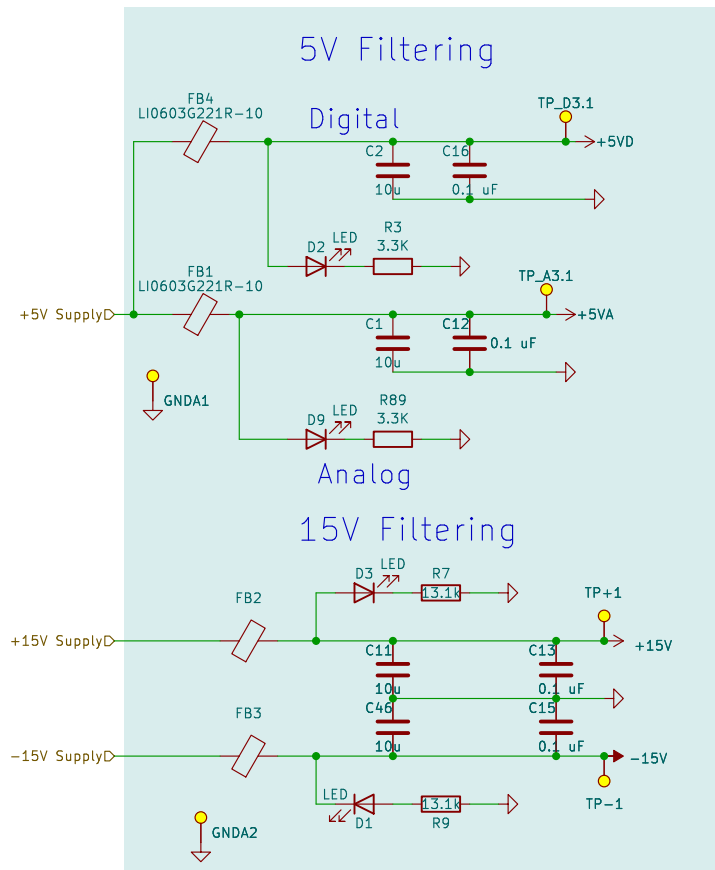 5V Filtering
FB4
LI0603G221R-10
Digital
TP_D3.1
C2
C16
+5VD
10u
0.1 uF
D2
LED
R3
3.3K
FB1
LI0603G221R-10
TP_A3.1
+5V Supply
C1
C12
+5VA
0.1 uF
10u
GNDA1
D9
LED
R89
3.3K
Analog
15V Filtering
D3
LED
R7
13.1k
FB2
TP+1
+15V Supply
C11
C13
+15V
10u
0.1 uF
FB3
C46
C15
-15V Supply
10u
0.1 uF
-15V
LED
D1
13.1k
R9
TP-1
GNDA2